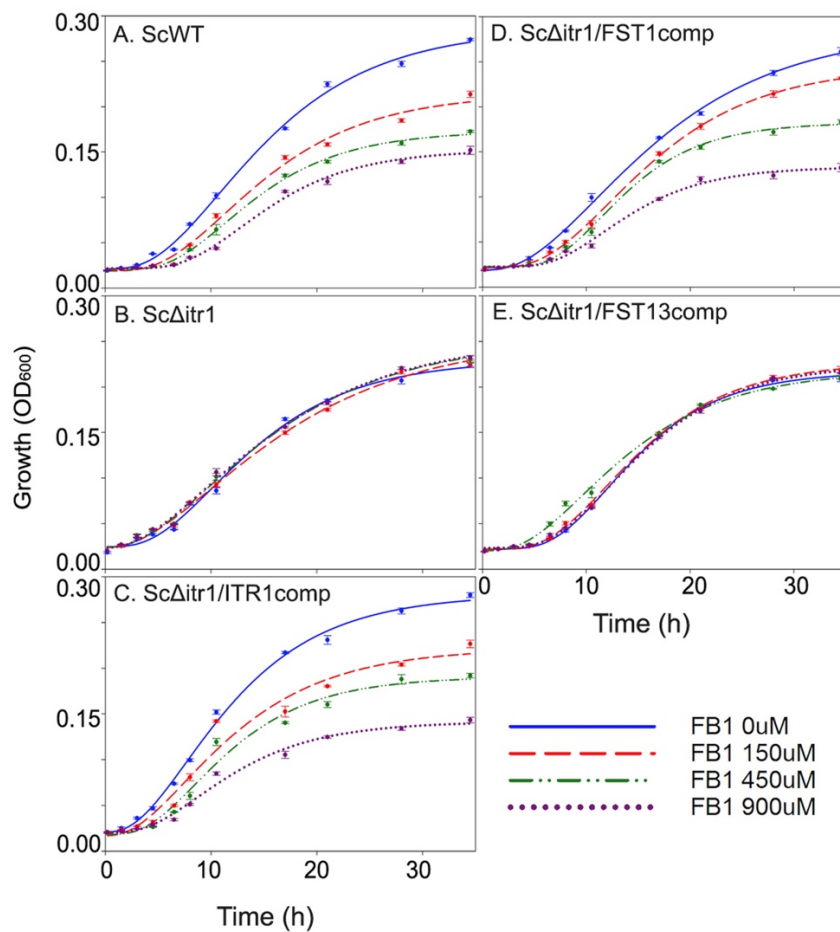 0.30
A. ScWT
0.15
0.00
D. ScΔitr1/FST1comp
0.30
B. ScΔitr1
0.15
0.00
E. ScΔitr1/FST13comp
0 10 20 30
Time (h)
0.30
C. ScΔitr1/ITR1comp
0.15
0.00
0 10 20 30
Time (h)
Growth (OD600)
FB1 0uM
FB1 150uM
FB1 450uM
FB1 900uM